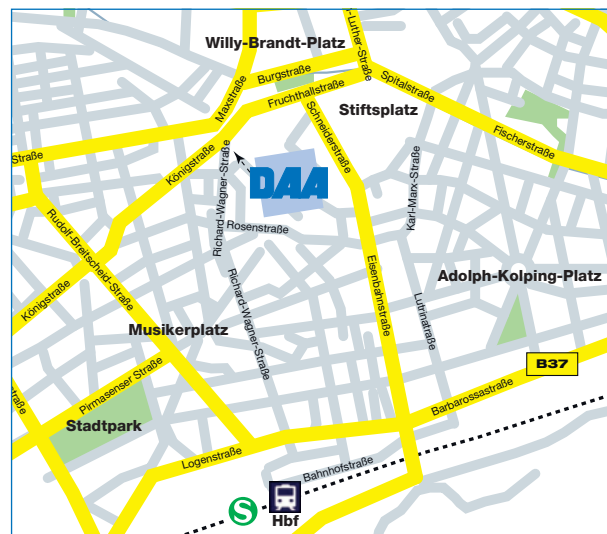 Willy-Brandt-Platz
-Luther-Straße
Burgstraße
Spitalstraße
Maxstraße
Fruchthallstraße
Stiftsplatz
Fischerstraße
Schneiderstraße
Straße
Königstraße
Richard-Wagner-Straße
DAA
Karl-Marx-Straße
Rosenstraße
Rudolf-Breitscheid-Straße
Eisenbahnstraße
Adolph-Kolping-Platz
Königstraße
Richard-Wagner-Straße
Lutrinastraße
Musikerplatz
B37
Pirmasenser Straße
Barbarossastraße
straße
Stadtpark
Logenstraße
Bahnhofstraße
S
Hbf